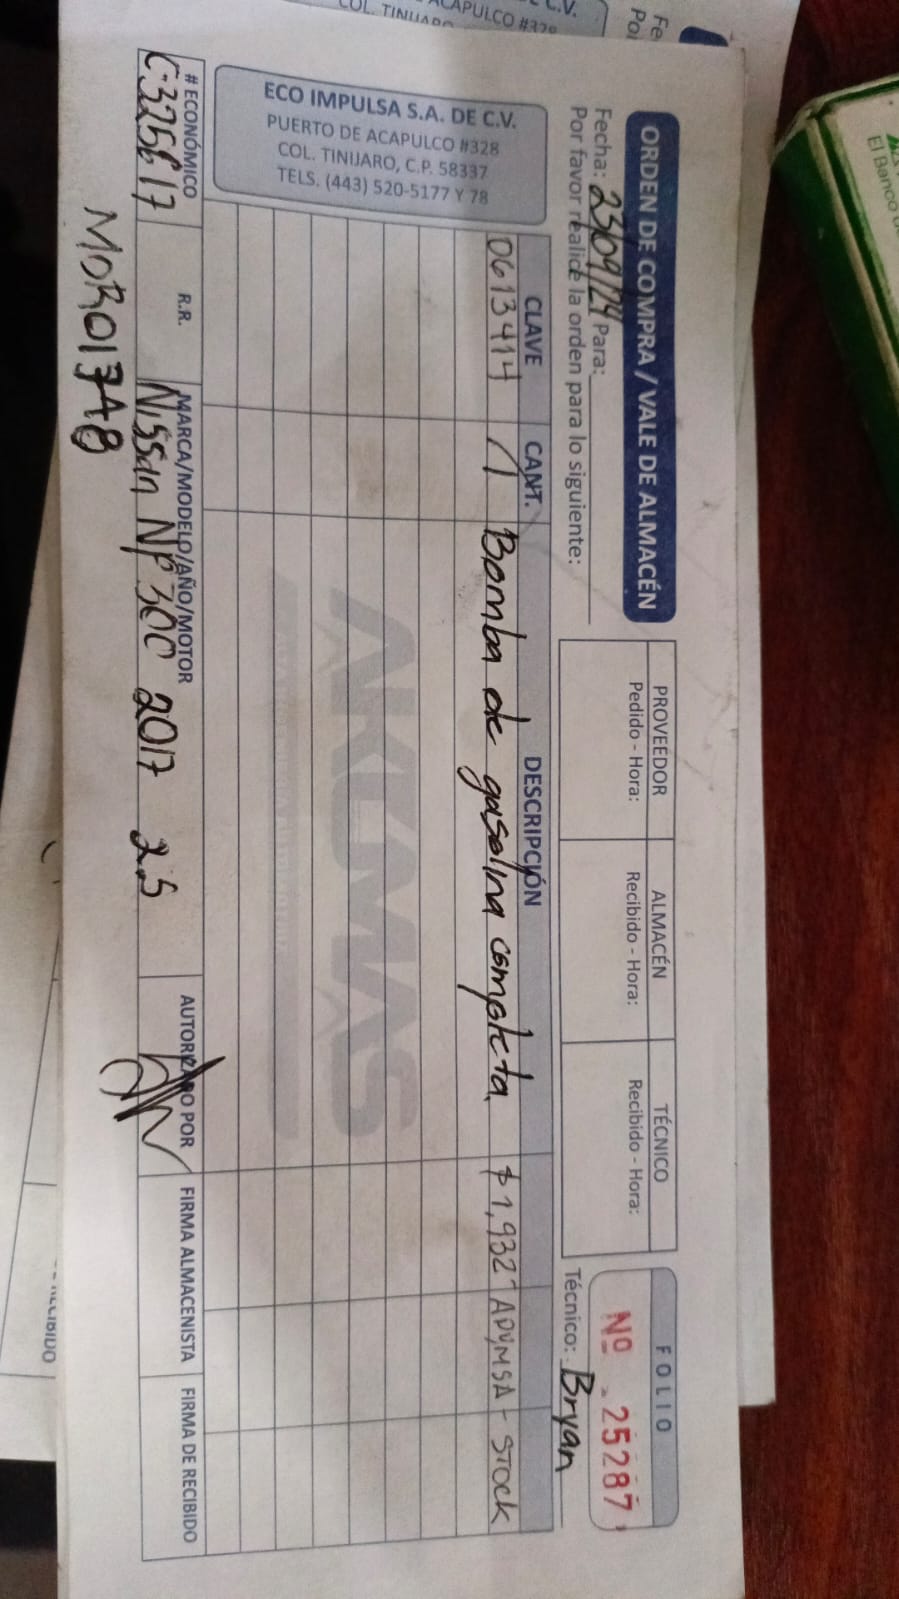 ORDEN DE COMPRA / VALE DE ALMACÉN
Fecha: 23/09/24 Para:
Por favor realice la orden para lo siguiente:
PROVEEDOR
Pedido - Hora:
ALMACÉN
Recibido - Hora:
TÉCNICO
Recibido - Hora:
FOLIO
Nº 25287
Técnico: Bryan
ECO IMPULSA S.A. DE C.V.
PUERTO DE ACAPULCO #328
COL. TINIJARO, C.P. 58337
TELS. (443) 520-5177 Y 78
CLAVE CANT. DESCRIPCIÓN
0613414 1 Bomba de gasolina completa. $1,932- ADYMSA - STOCK
AKUMAS
# ECONÓMICO R.R. MARCA/MODELO/AÑO/MOTOR AUTORIZADO POR FIRMA ALMACENISTA FIRMA DE RECIBIDO
C-325617 Nissan NP300 2017 2.5
MORO17A8
ACAPULCO #328
COL. TINIJARO
C.V.
Fe
Po
El Banco
RECIBIDO